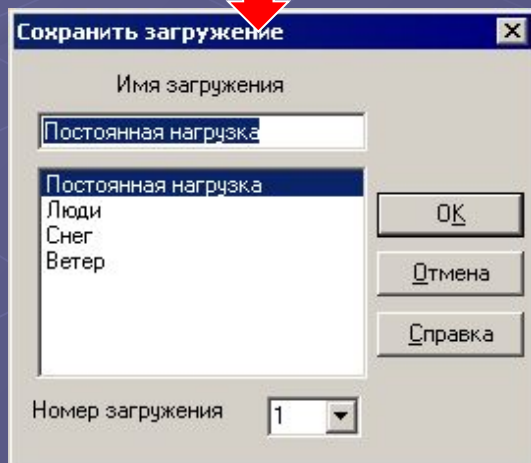 Сохранить загружение
Имя загружения
Постоянная нагрузка
Постоянная нагрузка
Люди
Снег
Ветер
OK
Отмена
Справка
Номер загружения 1